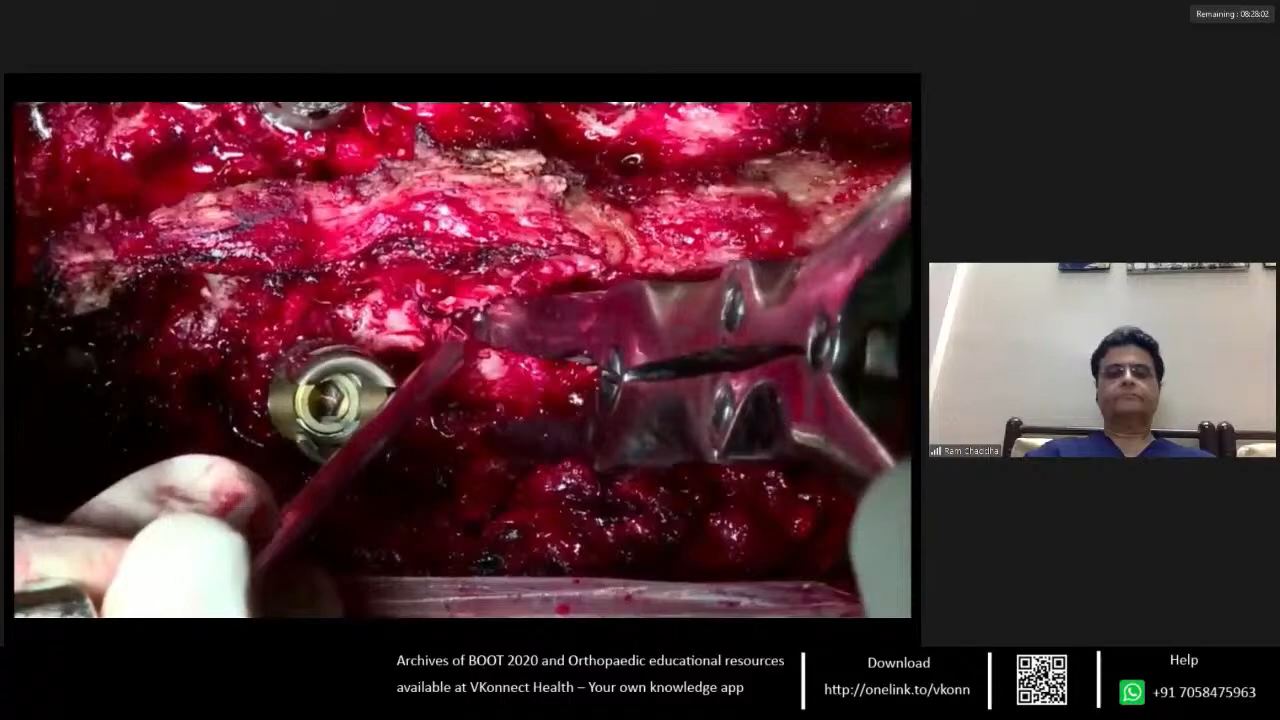 Remaining : 08:28:02
Ram Chaddha
Archives of BOOT 2020 and Orthopaedic educational resources
available at VKonnect Health – Your own knowledge app
Download
http://onelink.to/vkonn
Help
+91 7058475963